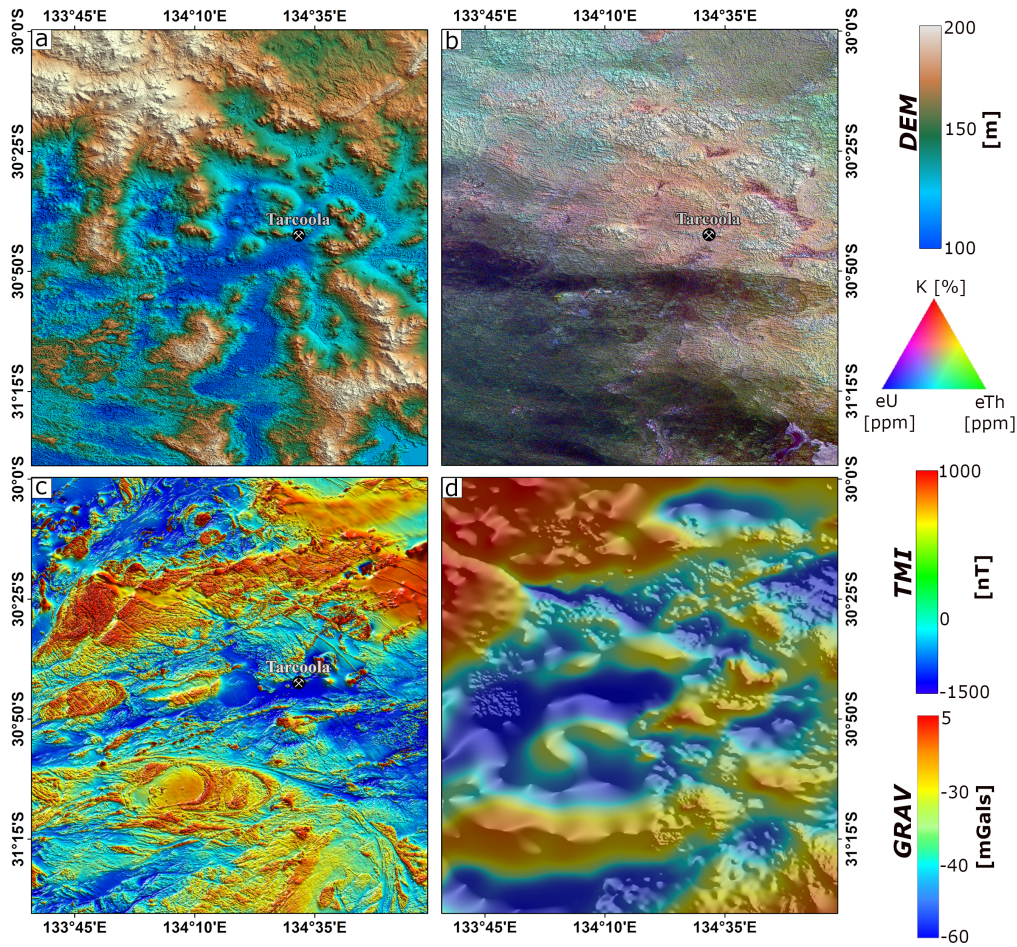 133°45'E 134°10'E 134°35'E 133°45'E 134°10'E 134°35'E
30°0'S
a
b
30°0'S
200
DEM
150
[m]
100
30°25'S
30°25'S
Tarcoola
Tarcoola
30°50'S
30°50'S
K [%]
eU
[ppm]
eTh
[ppm]
31°15'S
31°15'S
30°0'S
c
d
30°0'S
1000
TMI
[nT]
0
-1500
30°25'S
30°25'S
Tarcoola
30°50'S
30°50'S
5
GRAV
-30
[mGals]
-40
-60
31°15'S
31°15'S
133°45'E 134°10'E 134°35'E 133°45'E 134°10'E 134°35'E